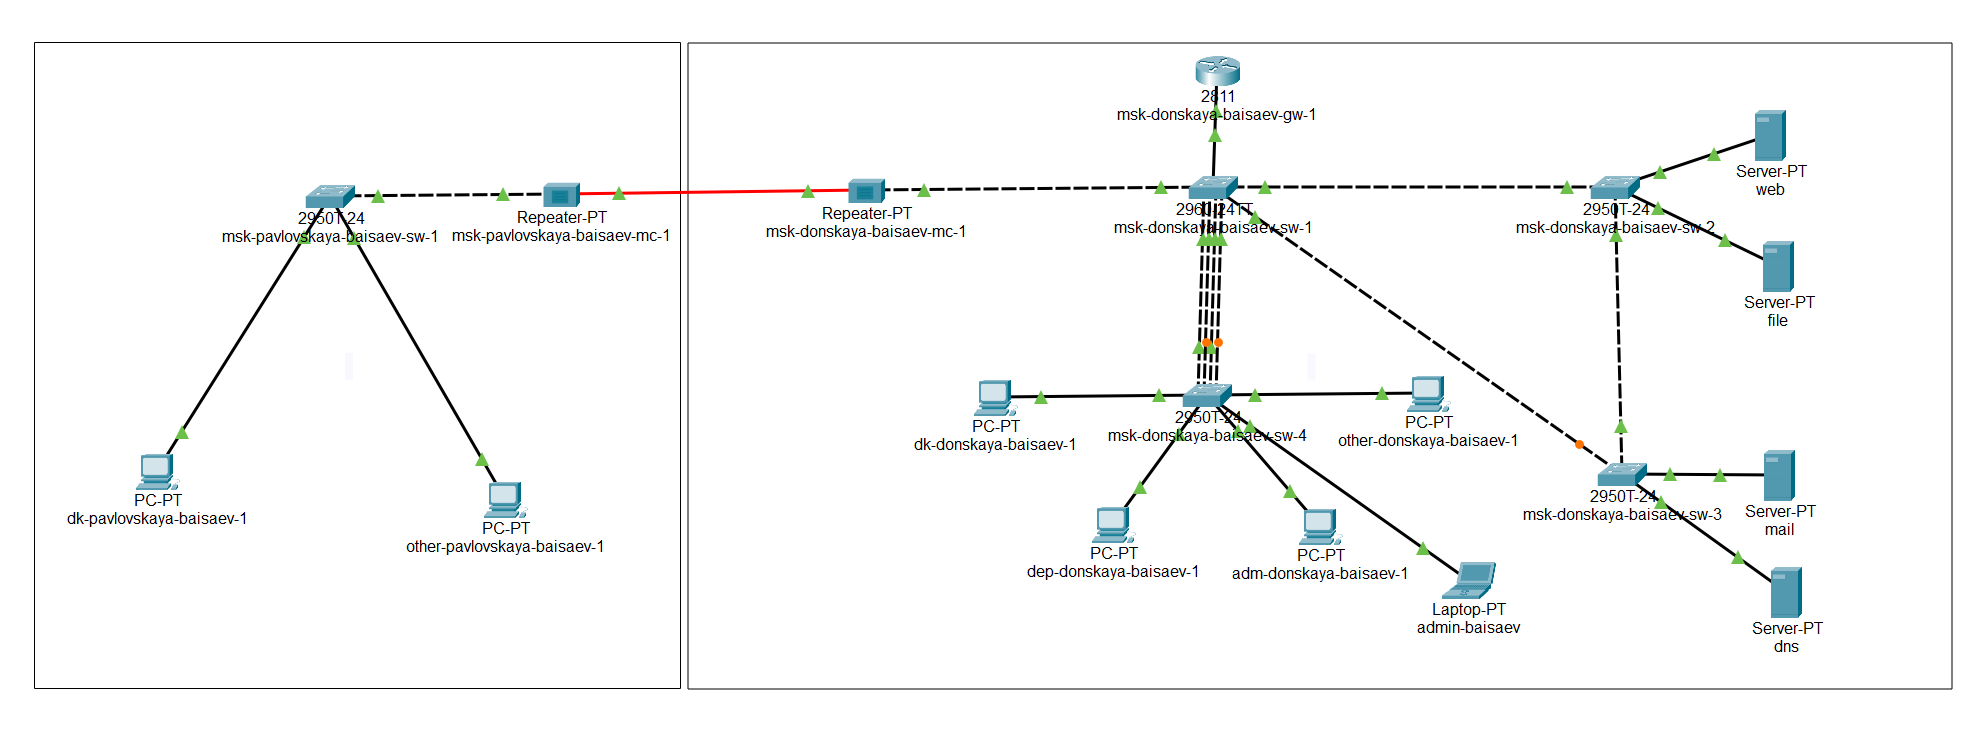 2811
msk-donskaya-baisaev-gw-1
Server-PT
web
2950T-24
msk-pavlovskaya-baisaev-sw-1
Repeater-PT
msk-pavlovskaya-baisaev-mc-1
Repeater-PT
msk-donskaya-baisaev-mc-1
2960-24TT
msk-donskaya-baisaev-sw-1
2950T-24
msk-donskaya-baisaev-sw-2
Server-PT
file
PC-PT
dk-donskaya-baisaev-1
2950T-24
msk-donskaya-baisaev-sw-4
PC-PT
other-donskaya-baisaev-1
PC-PT
dk-pavlovskaya-baisaev-1
PC-PT
other-pavlovskaya-baisaev-1
2950T-24
msk-donskaya-baisaev-sw-3
Server-PT
mail
PC-PT
dep-donskaya-baisaev-1
PC-PT
adm-donskaya-baisaev-1
Laptop-PT
admin-baisaev
Server-PT
dns